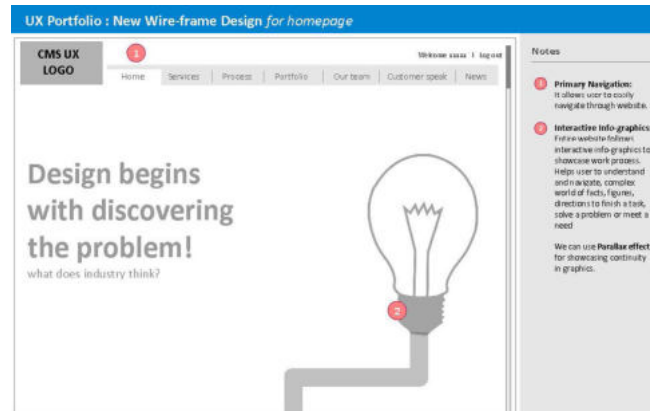 UX Portfolio : New Wire-frame Design for homepage
CMS UX
LOGO
1
Welcome xxxxx | log out
Home
Services
Process
Portfolio
Our team
Customer speak
News
Design begins
with discovering
the problem!
what does industry think?
2
Notes
1
Primary Navigation:
It allows user to easily
navigate through website.
2
Interactive Info-graphics
Entire website follows
interactive info-graphics to
showcase work process.
Helps user to understand
and navigate, complex
world of facts, figures,
directions to finish a task,
solve a problem or meet a
need
We can use Parallax effect
for showcasing continuity
in graphics.